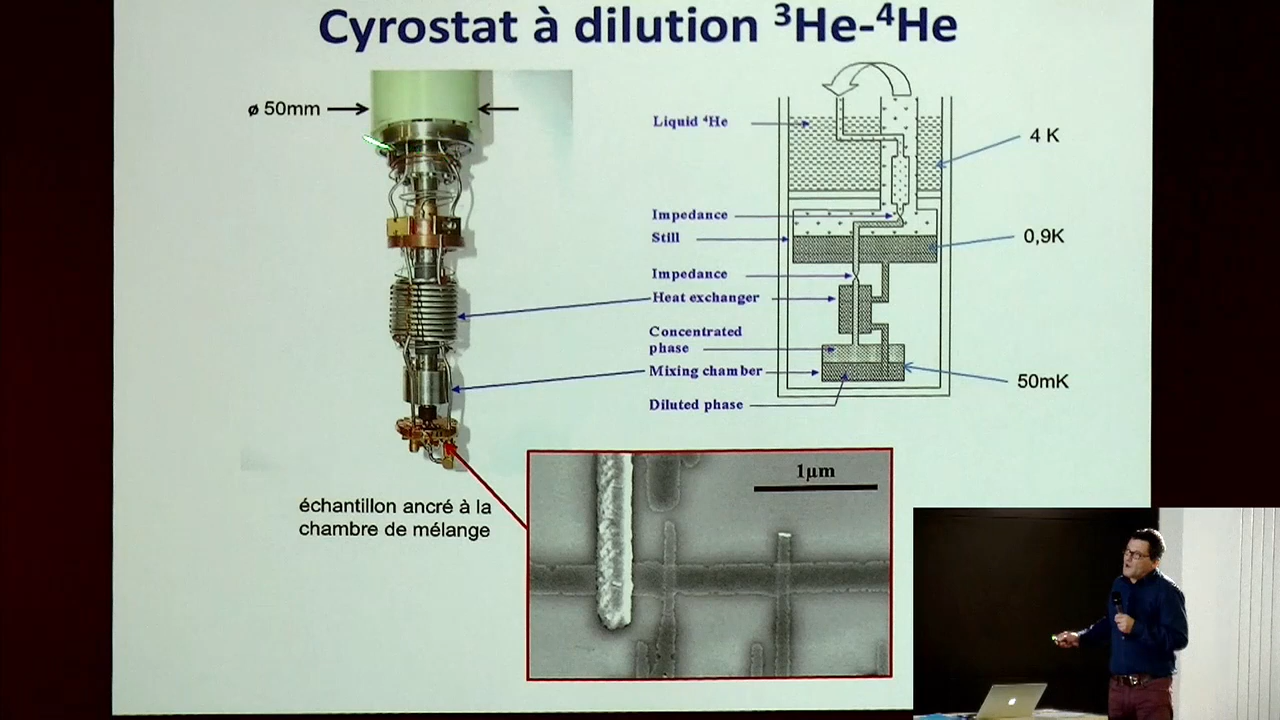 Cyrostat à dilution ³He-⁴He
ø 50mm
Liquid ⁴He
4 K
Impedance
Still
0,9K
Impedance
Heat exchanger
Concentrated
phase
Mixing chamber
50mK
Diluted phase
1µm
échantillon ancré à la
chambre de mélange